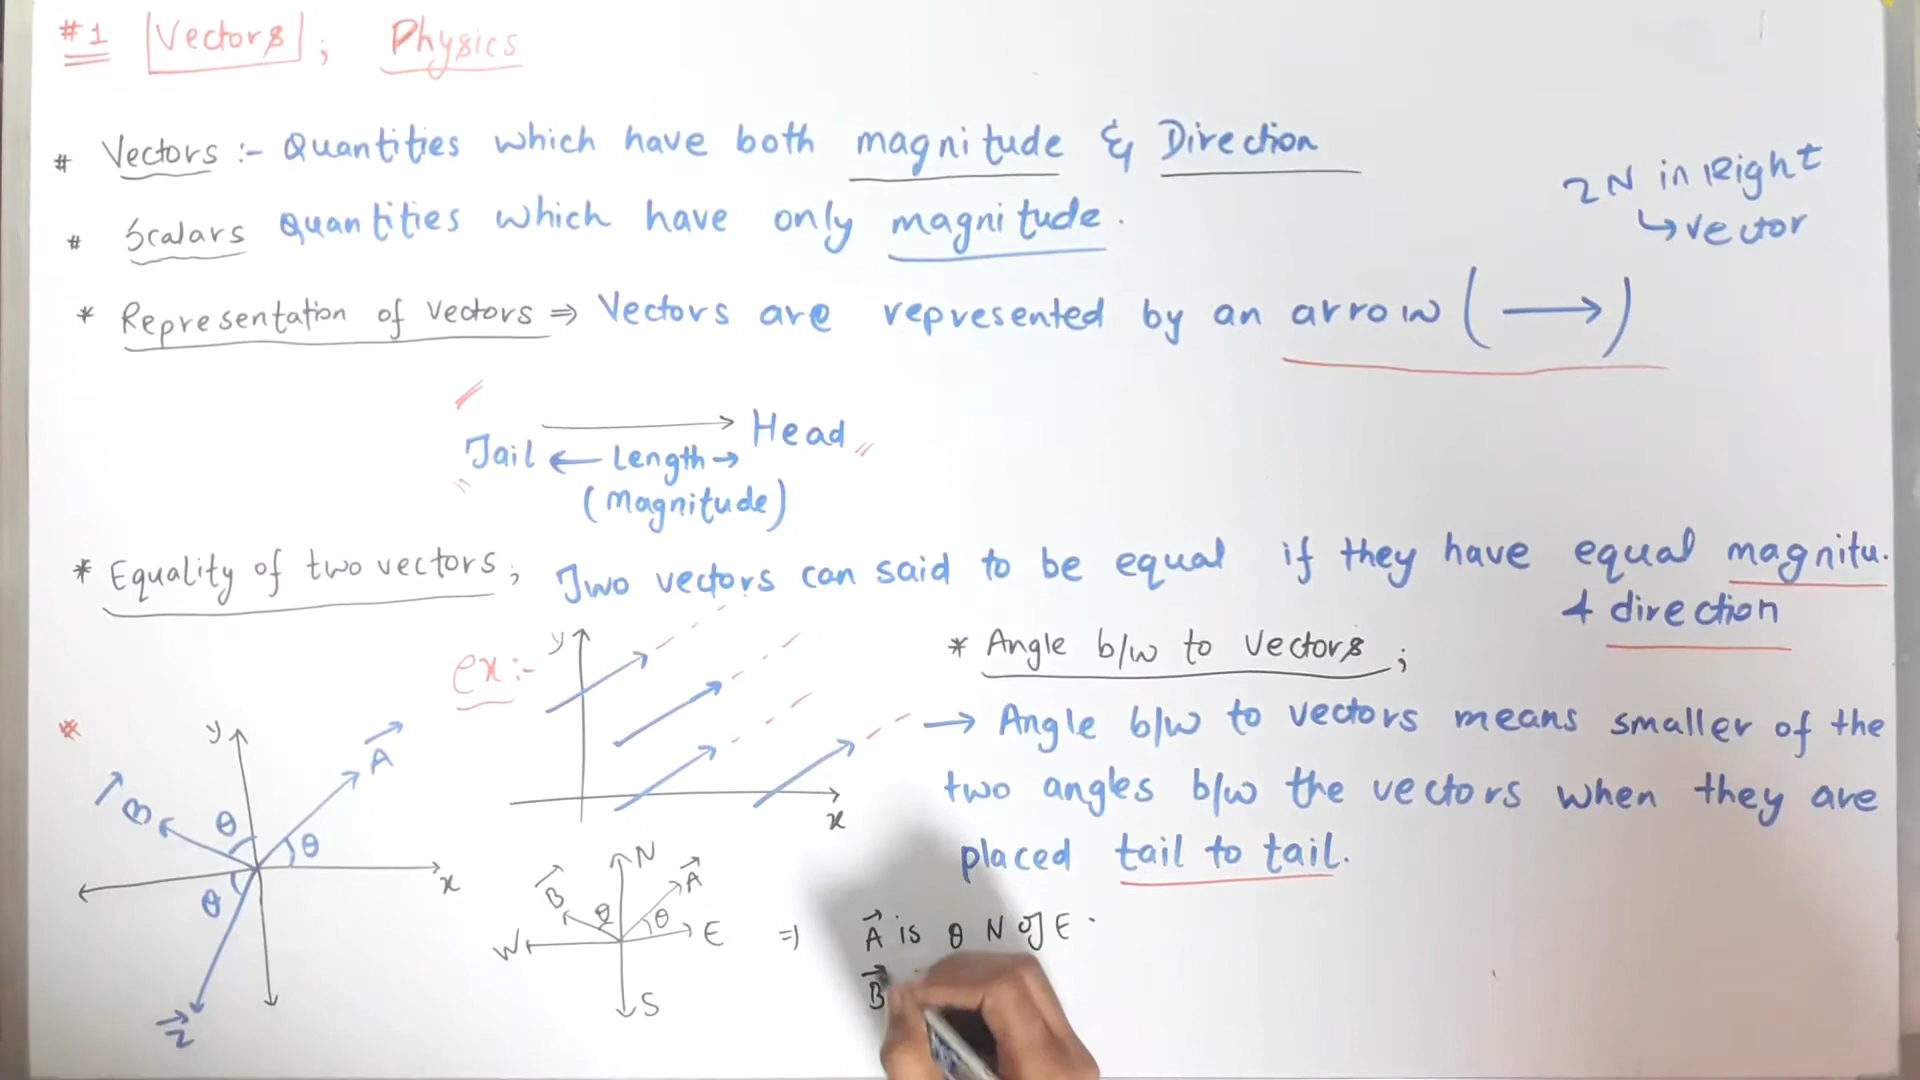 #1 Vectors ; Physics
# Vectors :- Quantities which have both magnitude & Direction
2N in Right
↳ vector
# Scalars quantities which have only magnitude.
* Representation of vectors ⇒ Vectors are represented by an arrow (→)
Tail → Head
← Length →
(Magnitude)
* Equality of two vectors ; Two vectors can said to be equal if they have equal magnitu.
& direction
ex:-
y
x
* Angle b/w to vectors ;
→ Angle b/w to vectors means smaller of the
two angles b/w the vectors when they are
placed tail to tail.
*
y
A⃗
B⃗
θ
θ
x
θ
Z⃗
N
A⃗
B⃗
θ
θ
W
E
S
⇒ A⃗ is θ N of E.
B⃗